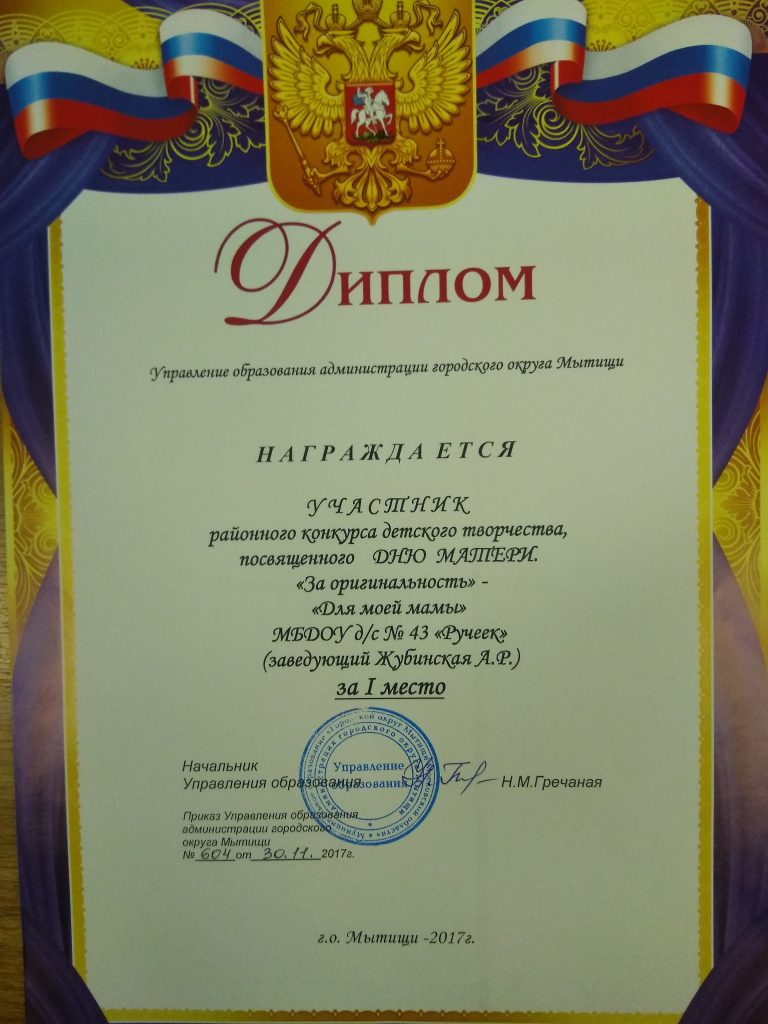 Диплом
Управление образования администрации городского округа Мытищи
НАГРАЖДАЕТСЯ
УЧАСТНИК
районного конкурса детского творчества,
посвященного ДНЮ МАТЕРИ.
«За оригинальность» -
«Для моей мамы»
МБДОУ д/с № 43 «Ручеек»
(заведующий Жубинская А.Р.)
за I место
Начальник
Управления образования
Н.М.Гречаная
Управление
образования
Приказ Управления образования
администрации городского
округа Мытищи
№ 604 от 30.11. 2017г.
г.о. Мытищи -2017г.